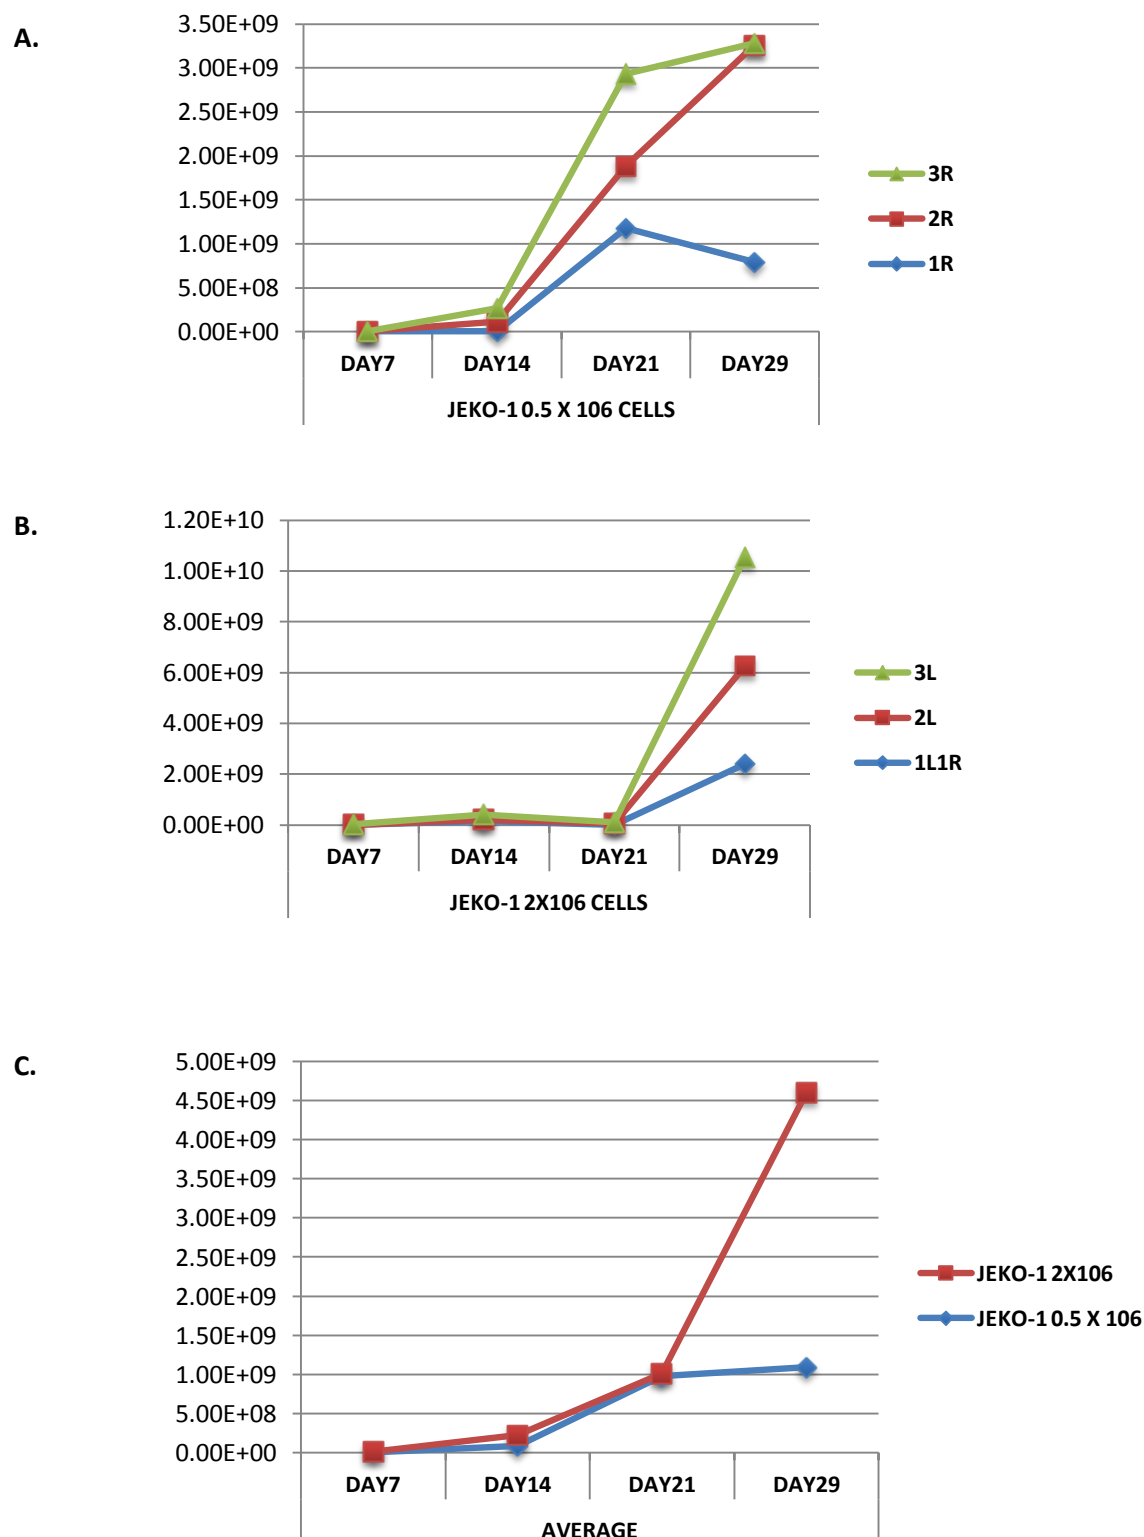 A.
3.50E+09
3.00E+09
2.50E+09
2.00E+09
1.50E+09
1.00E+09
5.00E+08
0.00E+00
DAY7 DAY14 DAY21 DAY29
JEKO-1 0.5 X 106 CELLS
3R
2R
1R
B.
1.20E+10
1.00E+10
8.00E+09
6.00E+09
4.00E+09
2.00E+09
0.00E+00
DAY7 DAY14 DAY21 DAY29
JEKO-1 2X106 CELLS
3L
2L
1L1R
C.
5.00E+09
4.50E+09
4.00E+09
3.50E+09
3.00E+09
2.50E+09
2.00E+09
1.50E+09
1.00E+09
5.00E+08
0.00E+00
DAY7 DAY14 DAY21 DAY29
AVERAGE
JEKO-1 2X106
JEKO-1 0.5 X 106